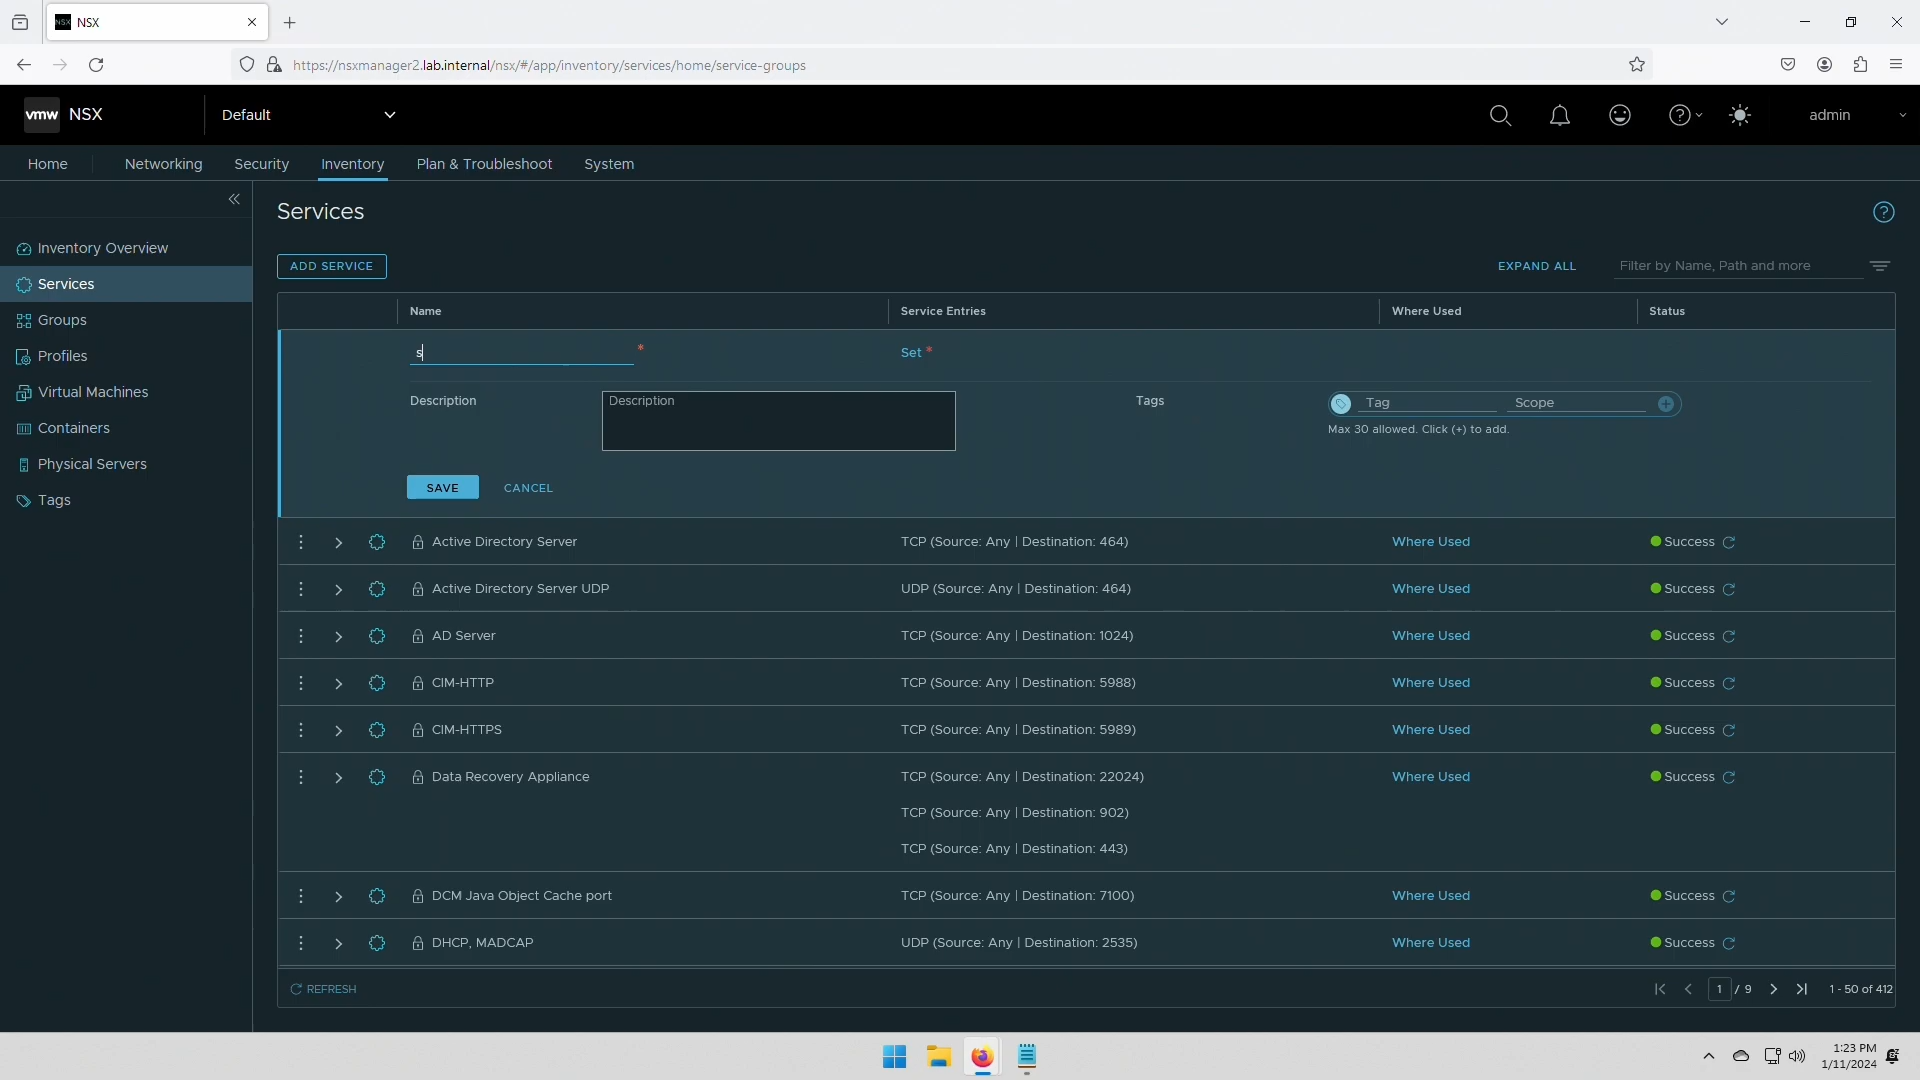 NSX NSX
https://nsxmanager2.lab.internal/nsx/#/app/inventory/services/home/service-groups
vmw NSX Default admin
Home Networking Security Inventory Plan & Troubleshoot System
Services
Inventory Overview
Services
Groups
Profiles
Virtual Machines
Containers
Physical Servers
Tags
ADD SERVICE EXPAND ALL Filter by Name, Path and more
Name Service Entries Where Used Status
s * Set *
Description Description Tags Tag Scope
Max 30 allowed. Click (+) to add.
SAVE CANCEL
Active Directory Server TCP (Source: Any | Destination: 464) Where Used Success
Active Directory Server UDP UDP (Source: Any | Destination: 464) Where Used Success
AD Server TCP (Source: Any | Destination: 1024) Where Used Success
CIM-HTTP TCP (Source: Any | Destination: 5988) Where Used Success
CIM-HTTPS TCP (Source: Any | Destination: 5989) Where Used Success
Data Recovery Appliance TCP (Source: Any | Destination: 22024) Where Used Success
TCP (Source: Any | Destination: 902)
TCP (Source: Any | Destination: 443)
DCM Java Object Cache port TCP (Source: Any | Destination: 7100) Where Used Success
DHCP, MADCAP UDP (Source: Any | Destination: 2535) Where Used Success
REFRESH 1 / 9 1 - 50 of 412
1:23 PM
1/11/2024